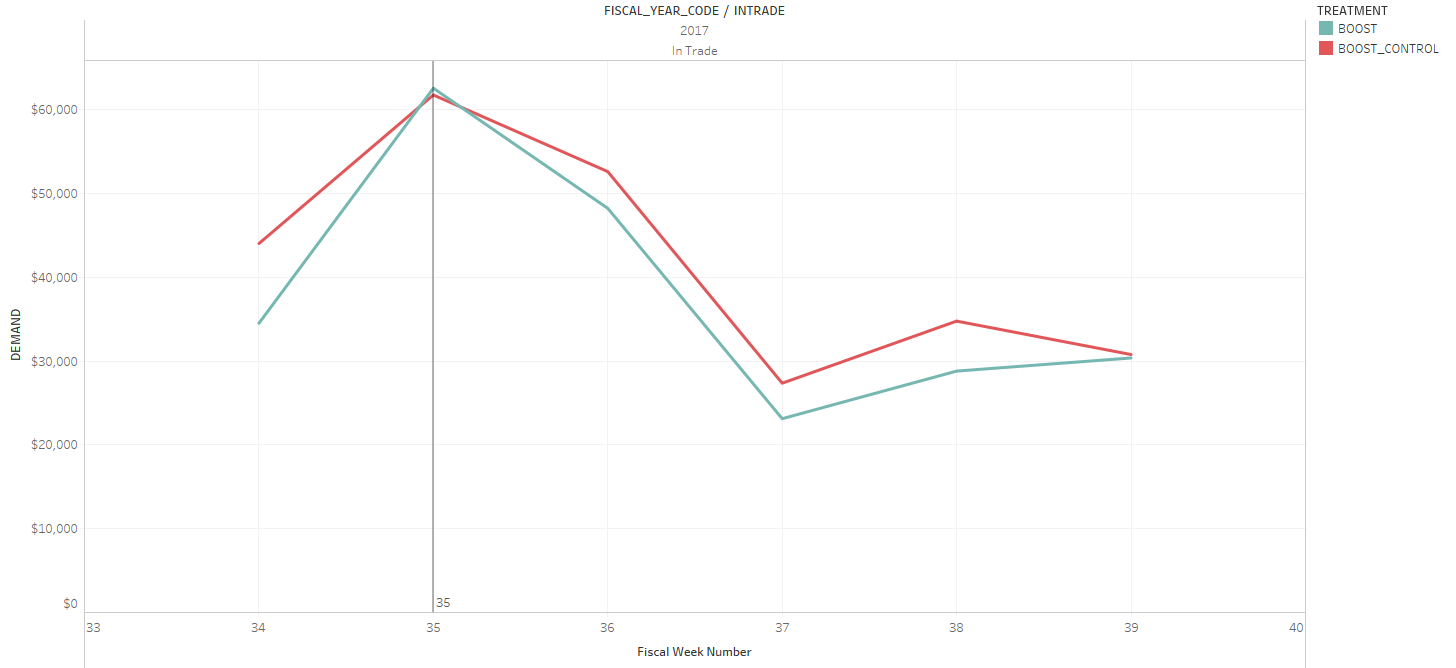 FISCAL_YEAR_CODE / INTRADE
2017
In Trade
TREATMENT
BOOST
BOOST_CONTROL
DEMAND
$60,000
$50,000
$40,000
$30,000
$20,000
$10,000
$0
35
33 34 35 36 37 38 39 40
Fiscal Week Number